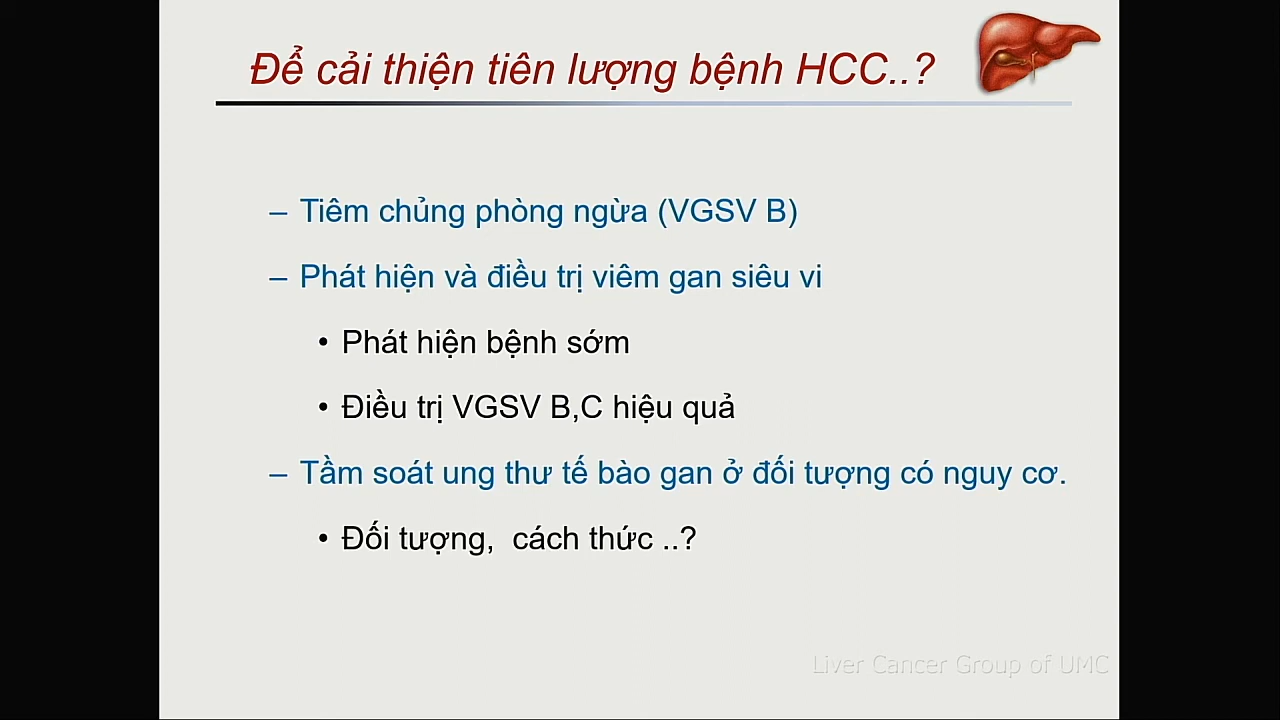 Để cải thiện tiên lượng bệnh HCC..?
– Tiêm chủng phòng ngừa (VGSV B)
– Phát hiện và điều trị viêm gan siêu vi
• Phát hiện bệnh sớm
• Điều trị VGSV B,C hiệu quả
– Tầm soát ung thư tế bào gan ở đối tượng có nguy cơ.
• Đối tượng, cách thức ..?
Liver Cancer Group of UMC